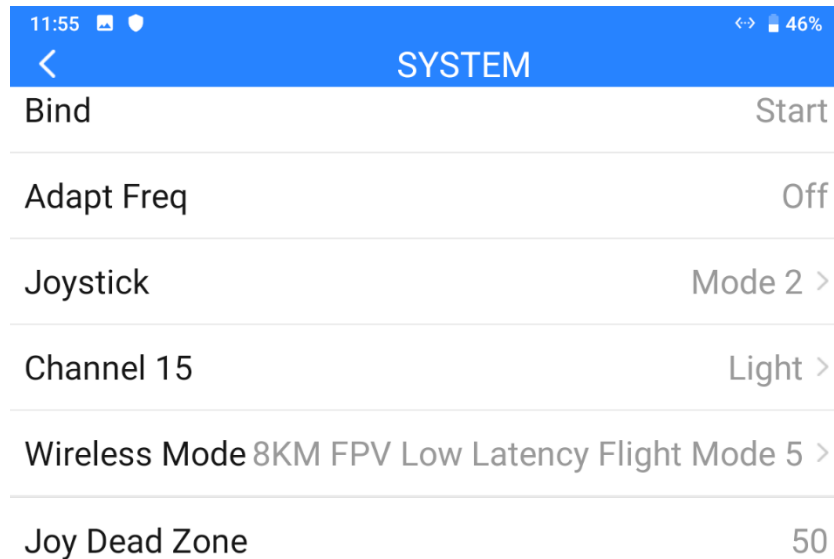 11:55 46%
SYSTEM
Bind Start
Adapt Freq Off
Joystick Mode 2
Channel 15 Light
Wireless Mode 8KM FPV Low Latency Flight Mode 5
Joy Dead Zone 50